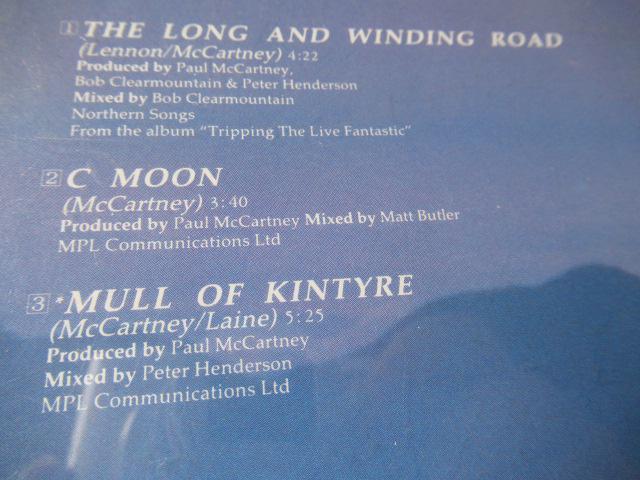 1 THE LONG AND WINDING ROAD
(Lennon/McCartney) 4:22
Produced by Paul McCartney,
Bob Clearmountain & Peter Henderson
Mixed by Bob Clearmountain
Northern Songs
From the album "Tripping The Live Fantastic"
2 C MOON
(McCartney) 3:40
Produced by Paul McCartney Mixed by Matt Butler
MPL Communications Ltd
3 *MULL OF KINTYRE
(McCartney/Laine) 5:25
Produced by Paul McCartney
Mixed by Peter Henderson
MPL Communications Ltd